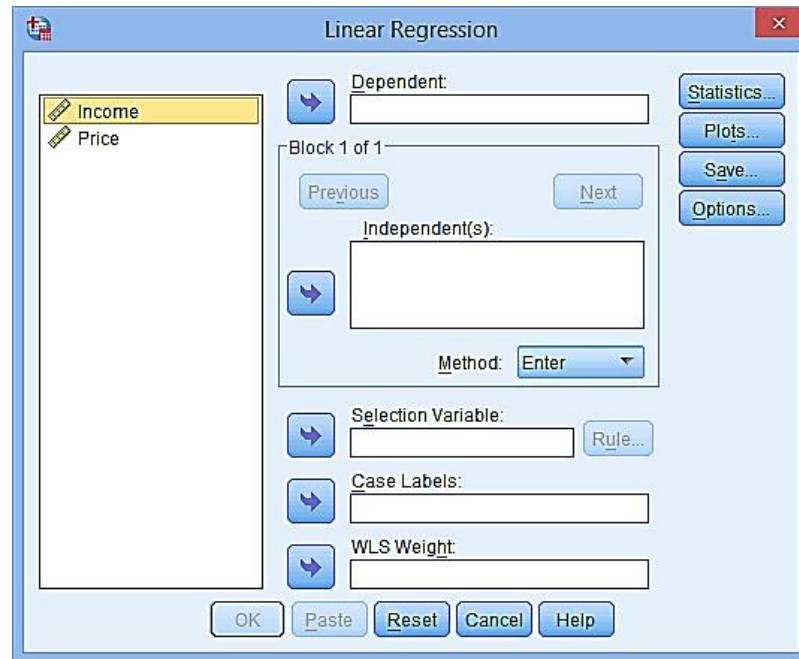 Linear Regression
Income
Price
Dependent:
Block 1 of 1
Previous
Next
Independent(s):
Method:
Enter
Selection Variable:
Rule...
Case Labels:
WLS Weight:
Statistics...
Plots...
Save...
Options...
OK
Paste
Reset
Cancel
Help